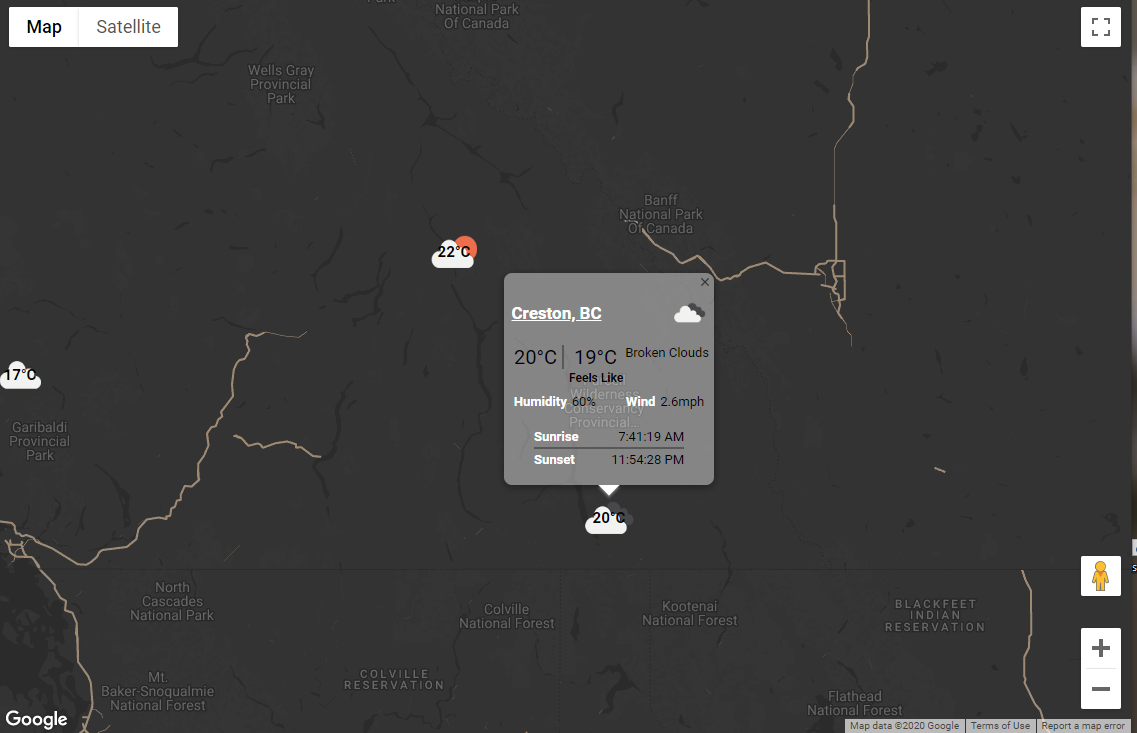 Map Satellite
Park
National Park
Of Canada
Wells Gray
Provincial
Park
Banff
National Park
Of Canada
22°C
Creston, BC
20°C 19°C Broken Clouds
Feels Like
Wilderness
Humidity 60% Wind 2.6mph
Conservancy
Provincial...
Sunrise 7:41:19 AM
Sunset 11:54:28 PM
17°C
Garibaldi
Provincial
Park
20°C
North
Cascades
National Park
Colville
National Forest
Kootenai
National Forest
BLACKFEET
INDIAN
RESERVATION
COLVILLE
RESERVATION
Mt.
Baker-Snoqualmie
National Forest
Flathead
National Forest
Google
Map data ©2020 Google Terms of Use Report a map error